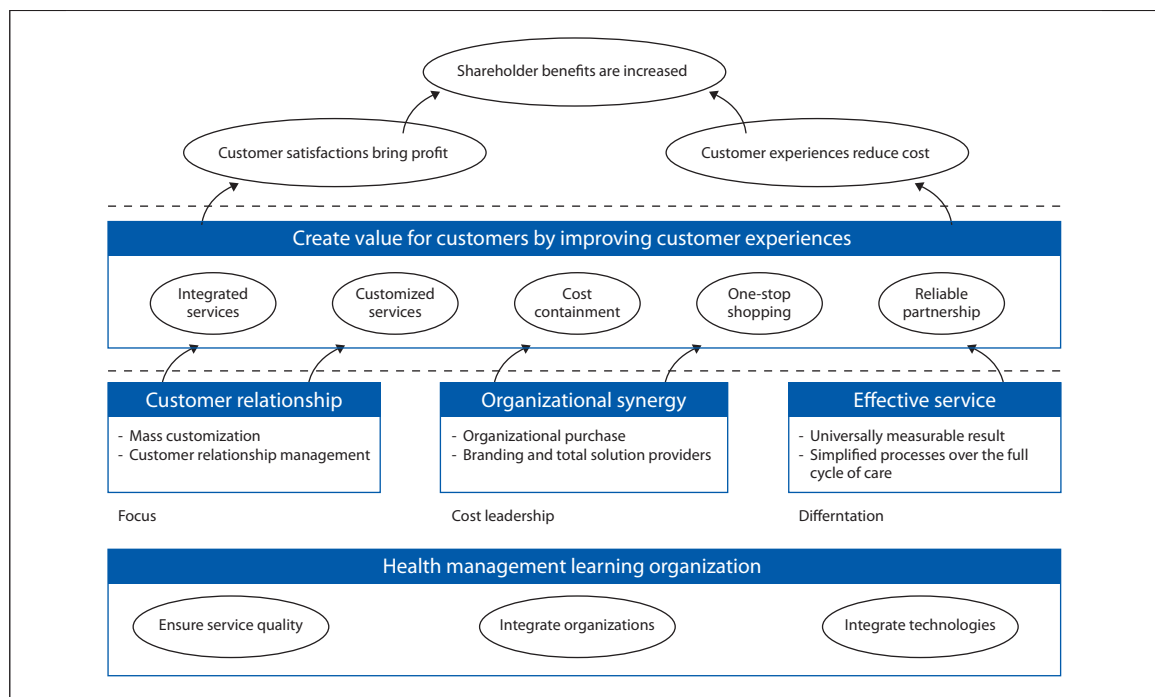 Shareholder benefits are increased
Customer satisfactions bring profit
Customer experiences reduce cost
Create value for customers by improving customer experiences
Integrated
services
Customized
services
Cost
containment
One-stop
shopping
Reliable
partnership
Customer relationship
- Mass customization
- Customer relationship management
Organizational synergy
- Organizational purchase
- Branding and total solution providers
Effective service
- Universally measurable result
- Simplified processes over the full
cycle of care
Focus
Cost leadership
Differntation
Health management learning organization
Ensure service quality
Integrate organizations
Integrate technologies